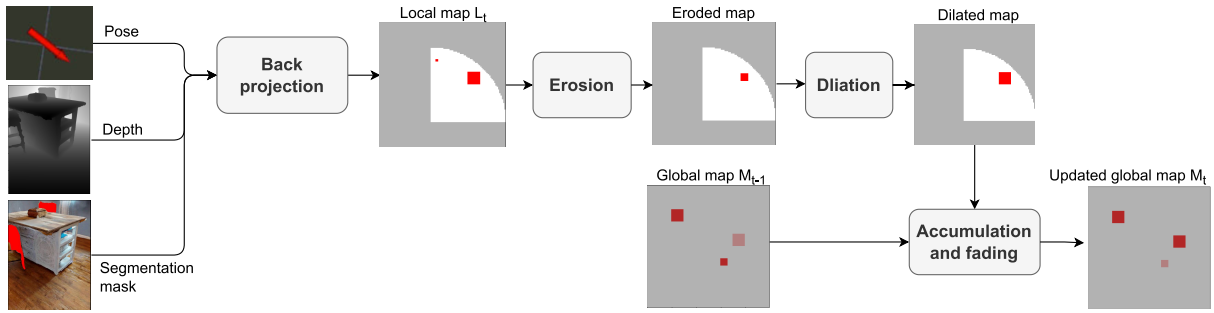 Pose
Depth
Segmentation
mask
Back
projection
Local map Lt
Erosion
Eroded map
Dliation
Dilated map
Global map Mt-1
Accumulation
and fading
Updated global map Mt